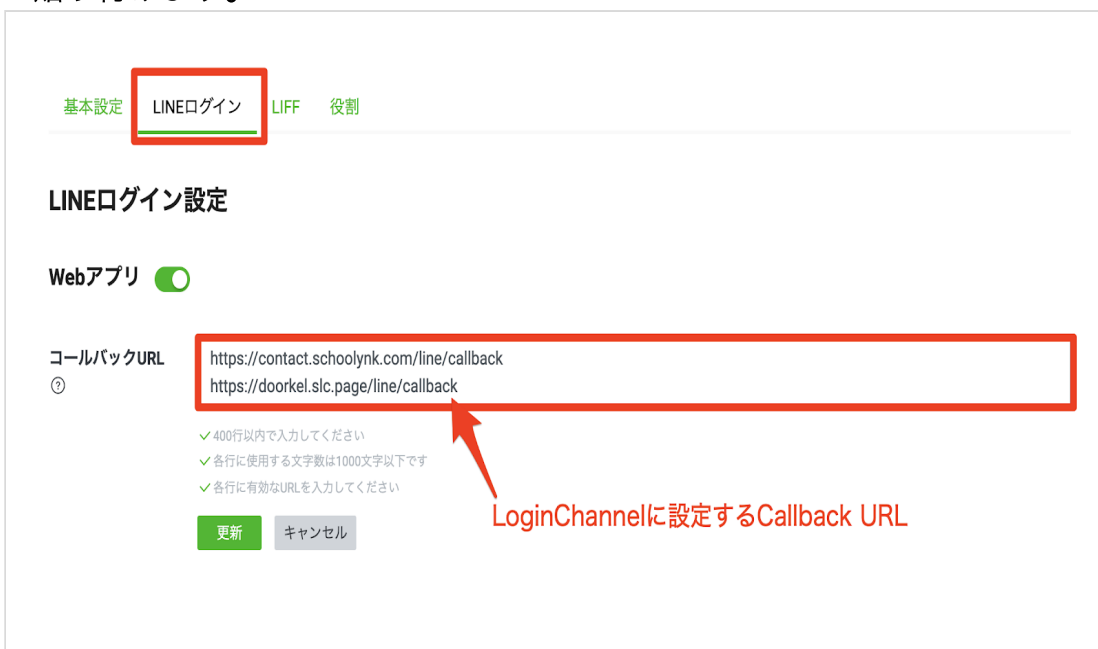 基本設定 LINEログイン LIFF 役割
LINEログイン設定
Webアプリ
コールバックURL
?
https://contact.schoolynk.com/line/callback
https://doorkel.slc.page/line/callback
400行以内で入力してください
各行に使用する文字数は1000文字以下です
各行に有効なURLを入力してください
LoginChannelに設定するCallback URL
更新 キャンセル